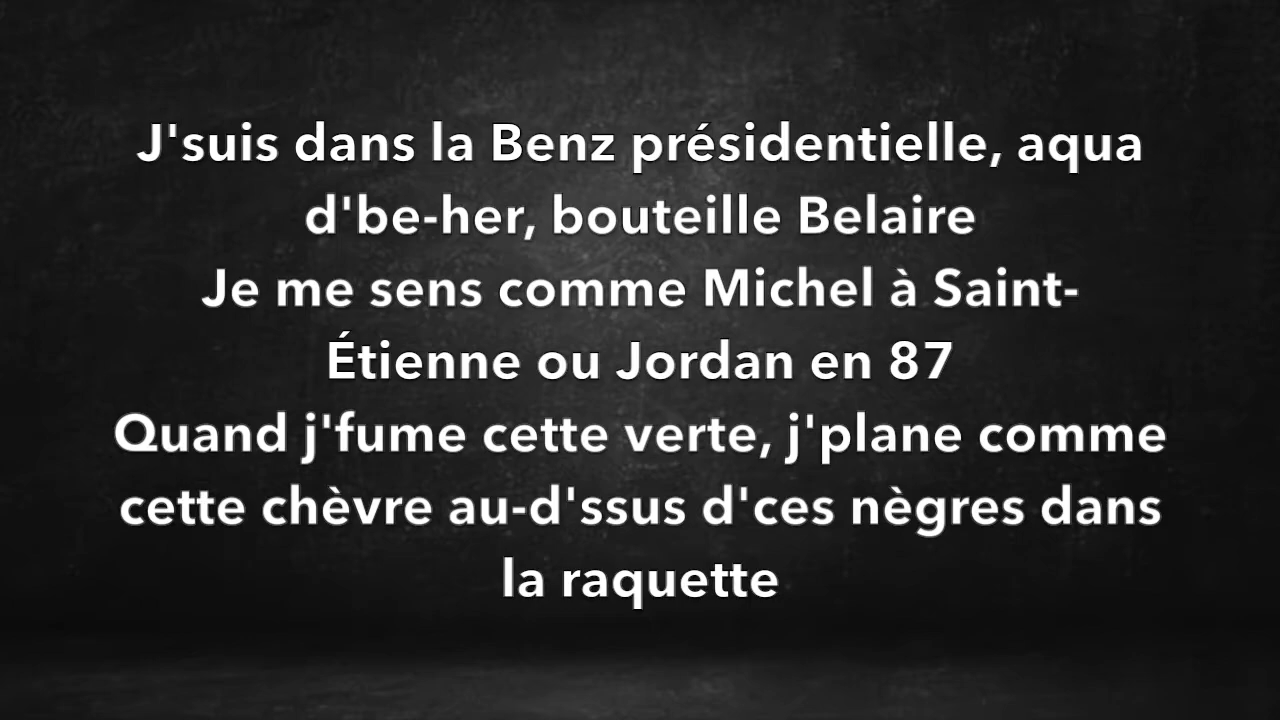 J'suis dans la Benz présidentielle, aqua
d'be-her, bouteille Belaire
Je me sens comme Michel à Saint-
Étienne ou Jordan en 87
Quand j'fume cette verte, j'plane comme
cette chèvre au-d'ssus d'ces nègres dans
la raquette